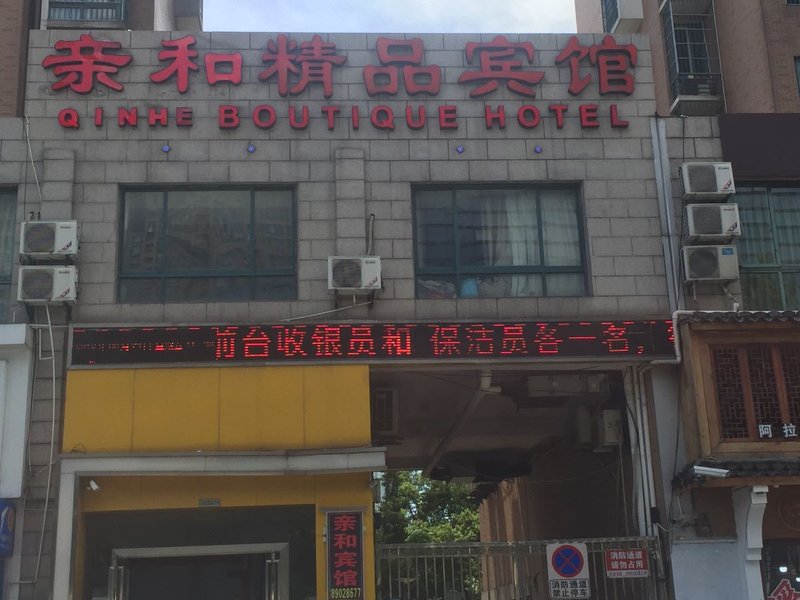 亲和精品宾馆
QINHE BOUTIQUE HOTEL
前台收银员和 保洁员各一名,
阿拉
亲和宾馆
89028677
消防通道
禁止停车
消防通道
请勿占用